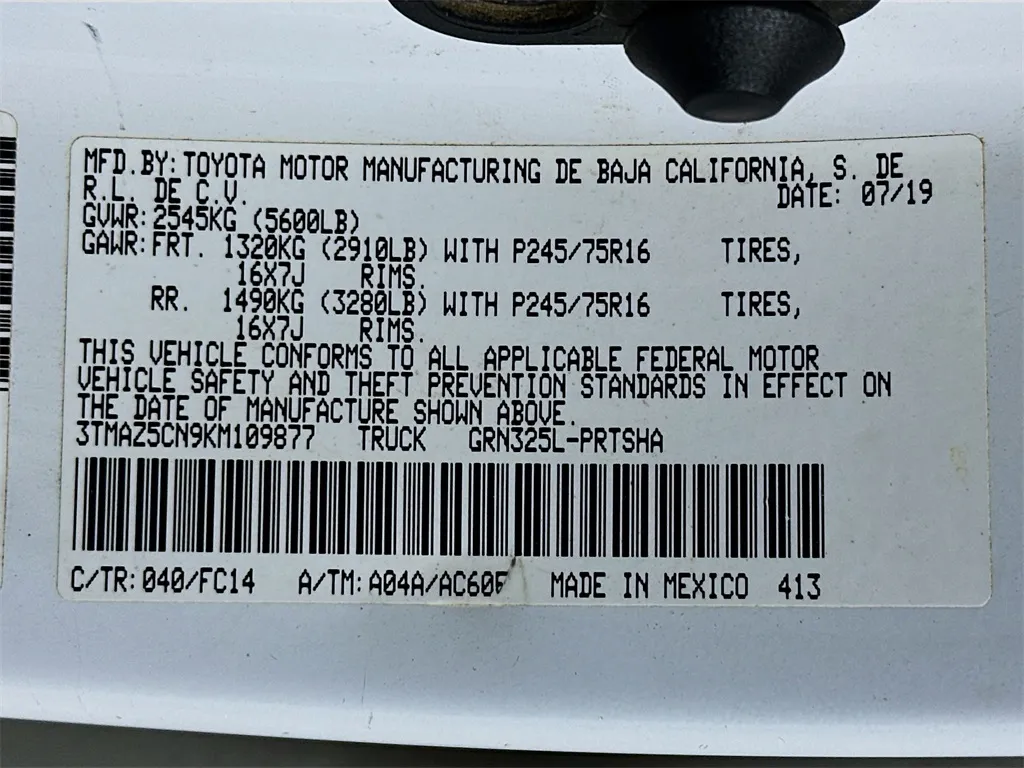 MFD.BY: TOYOTA MOTOR MANUFACTURING DE BAJA CALIFORNIA, S. DE
R.L. DE C.V. DATE: 07/19
GVWR: 2545KG (5600LB)
GAWR: FRT. 1320KG (2910LB) WITH P245/75R16 TIRES,
16X7J RIMS.
RR. 1490KG (3280LB) WITH P245/75R16 TIRES,
16X7J RIMS.
THIS VEHICLE CONFORMS TO ALL APPLICABLE FEDERAL MOTOR
VEHICLE SAFETY AND THEFT PREVENTION STANDARDS IN EFFECT ON
THE DATE OF MANUFACTURE SHOWN ABOVE.
3TMAZ5CN9KM109877 TRUCK GRN325L-PRTSHA
C/TR: 040/FC14 A/TM: A04A/AC60F MADE IN MEXICO 413